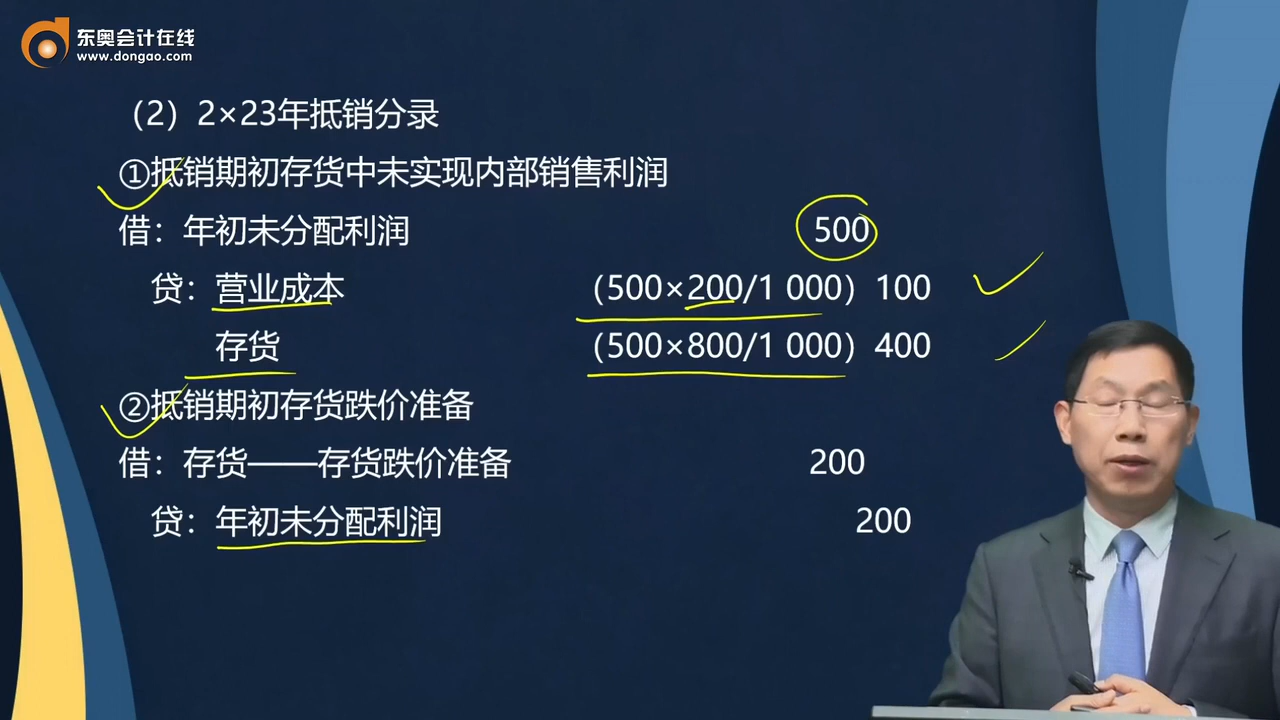 东奥会计在线
www.dongao.com
（2）2×23年抵销分录
①抵销期初存货中未实现内部销售利润
借：年初未分配利润 500
贷：营业成本 （500×200/1 000）100
存货 （500×800/1 000）400
②抵销期初存货跌价准备
借：存货——存货跌价准备 200
贷：年初未分配利润 200